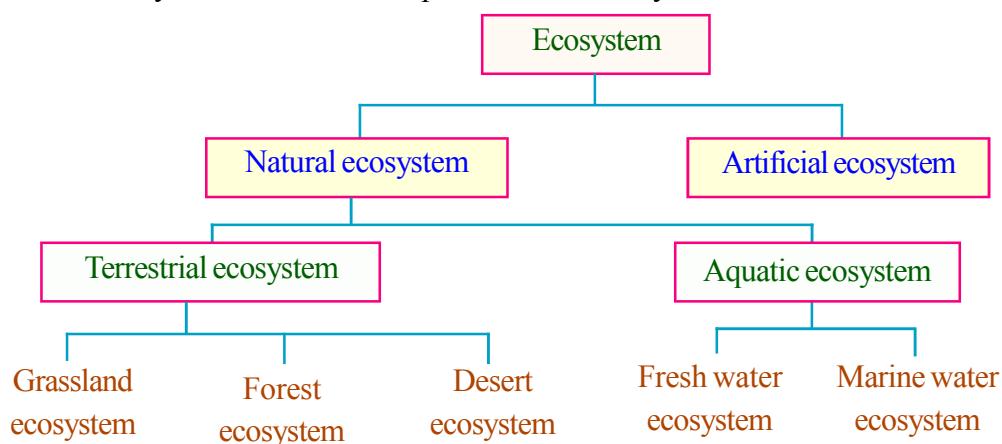 Ecosystem
Natural ecosystem
Artificial ecosystem
Terrestrial ecosystem
Aquatic ecosystem
Grassland
ecosystem
Forest
ecosystem
Desert
ecosystem
Fresh water
ecosystem
Marine water
ecosystem